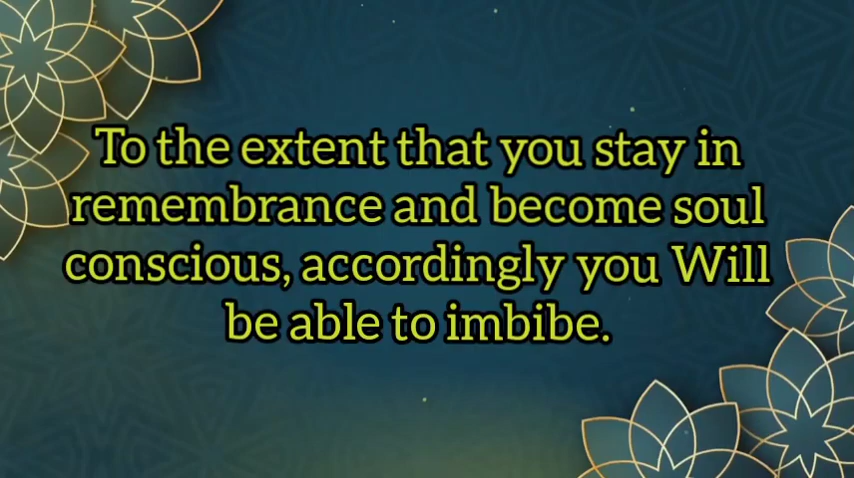 To the extent that you stay in
remembrance and become soul
conscious, accordingly you Will
be able to imbibe.